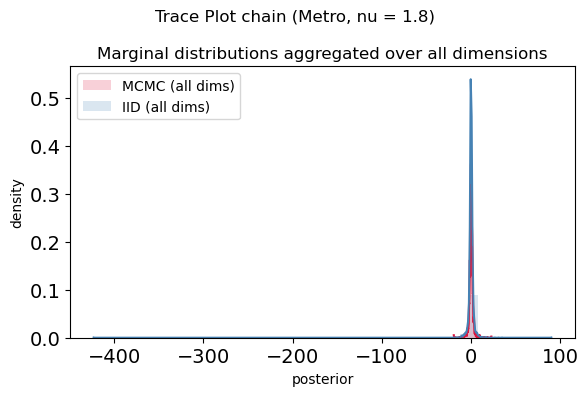 Trace Plot chain (Metro, nu = 1.8)
Marginal distributions aggregated over all dimensions
MCMC (all dims)
IID (all dims)
density
0.5
0.4
0.3
0.2
0.1
0.0
−400 −300 −200 −100 0 100
posterior